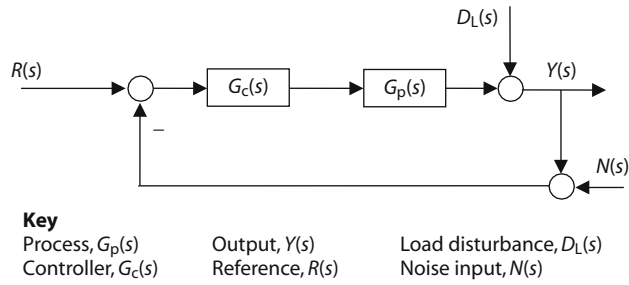 D_L(s)
R(s) G_c(s) G_p(s) Y(s)
–
N(s)
Key
Process, G_p(s) Output, Y(s) Load disturbance, D_L(s)
Controller, G_c(s) Reference, R(s) Noise input, N(s)